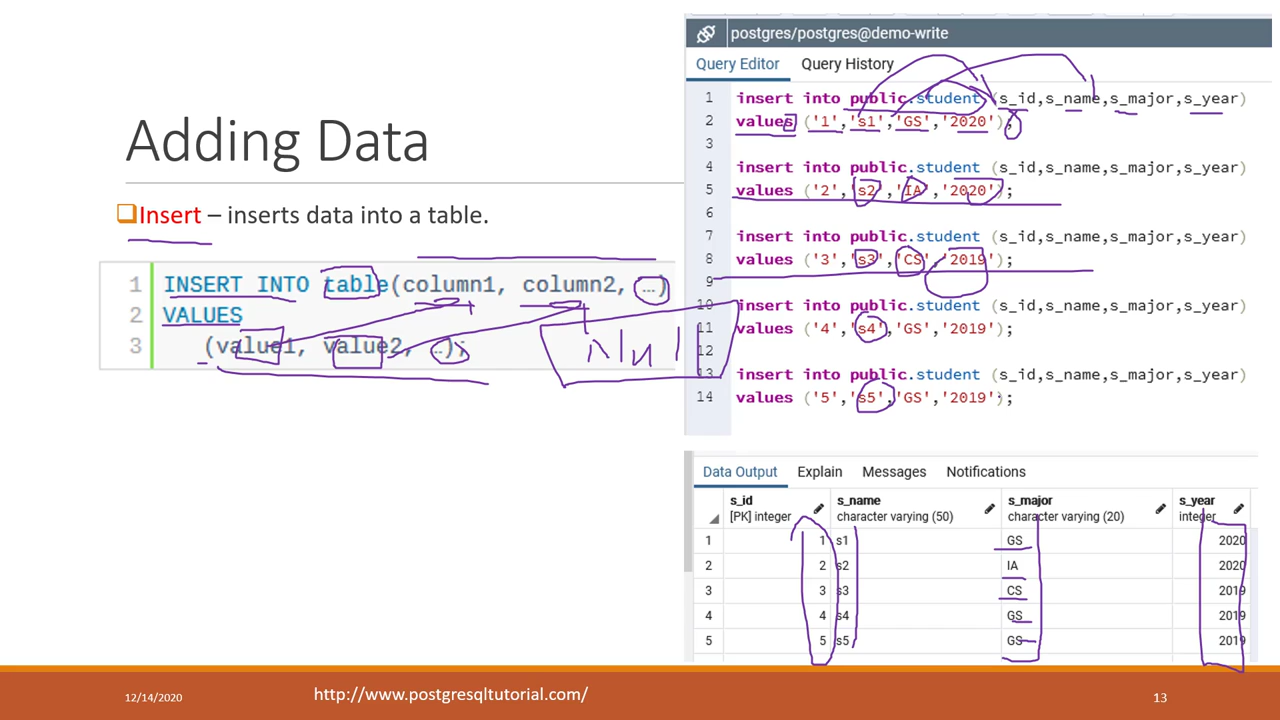 Adding Data
Insert – inserts data into a table.
1 INSERT INTO table(column1, column2, …)
2 VALUES
3 (value1, value2, …);
Null
postgres/postgres@demo-write
Query Editor Query History
1 insert into public.student (s_id,s_name,s_major,s_year)
2 values ('1','s1','GS','2020');
3
4 insert into public.student (s_id,s_name,s_major,s_year)
5 values ('2','s2','IA','2020');
6
7 insert into public.student (s_id,s_name,s_major,s_year)
8 values ('3','s3','CS','2019');
9
10 insert into public.student (s_id,s_name,s_major,s_year)
11 values ('4','s4','GS','2019');
12
13 insert into public.student (s_id,s_name,s_major,s_year)
14 values ('5','s5','GS','2019');
Data Output Explain Messages Notifications
s_id s_name s_major s_year
[PK] integer character varying (50) character varying (20) integer
1 1 s1 GS 2020
2 2 s2 IA 2020
3 3 s3 CS 2019
4 4 s4 GS 2019
5 5 s5 GS 2019
12/14/2020 http://www.postgresqltutorial.com/ 13